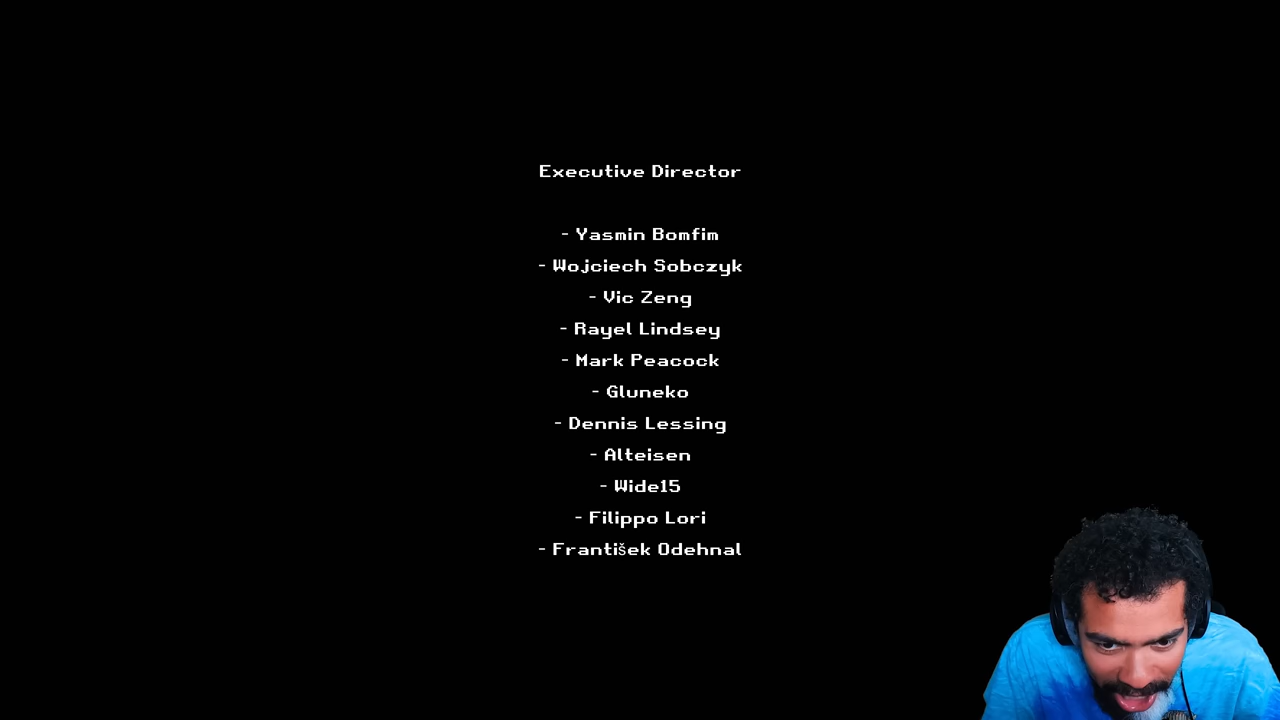 Executive Director
- Yasmin Bomfim
- Wojciech Sobczyk
- Vic Zeng
- Rayel Lindsey
- Mark Peacock
- Gluneko
- Dennis Lessing
- Alteisen
- Wide15
- Filippo Lori
- František Odehnal